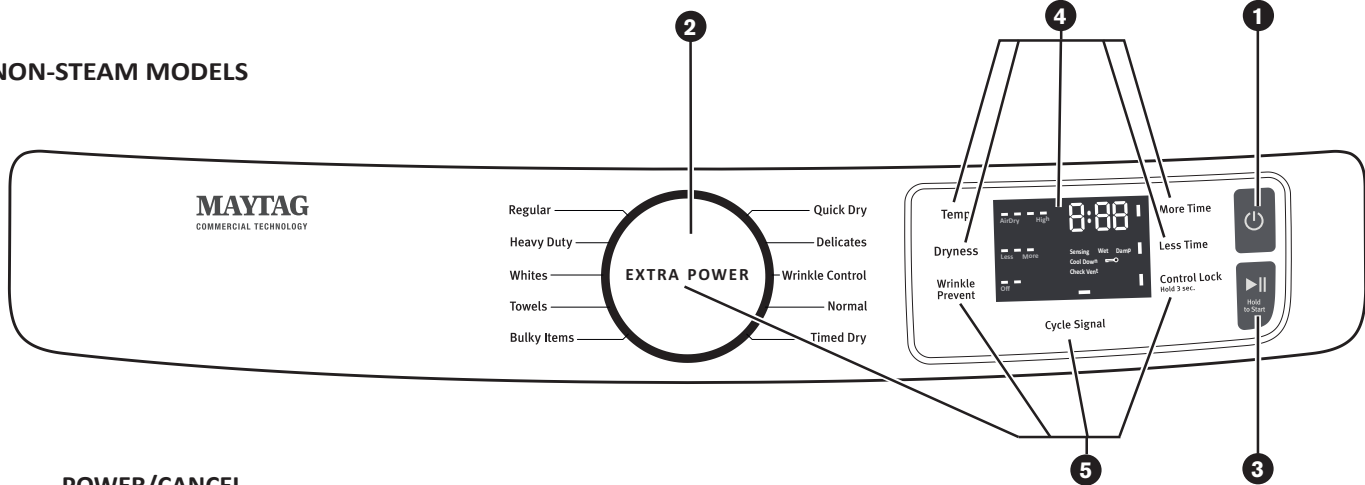 2
4
1
NON-STEAM MODELS
MAYTAG
COMMERCIAL TECHNOLOGY
Regular
Heavy Duty
Whites
Towels
Bulky Items
EXTRA POWER
Quick Dry
Delicates
Wrinkle Control
Normal
Timed Dry
Temp
Dryness
Wrinkle
Prevent
AirDry High
8:88
Less More
Sensing Wet Damp
Cool Down
Check Vent
Off
More Time
Less Time
Control Lock
Hold 3 sec.
Cycle Signal
Hold
to Start
5
3
POWER/CANCEL